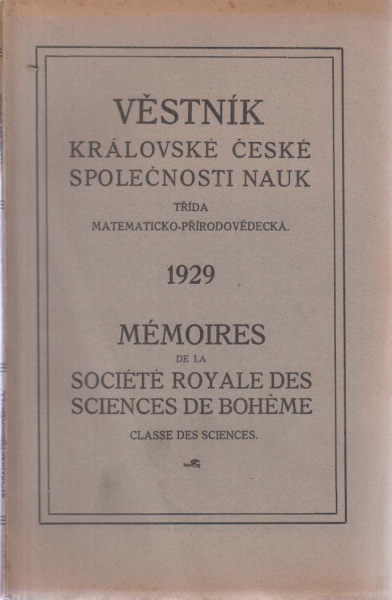 VĚSTNÍK
KRÁLOVSKÉ ČESKÉ
SPOLEČNOSTI NAUK
TŘÍDA
MATEMATICKO-PŘÍRODOVĚDECKÁ.
1929
MÉMOIRES
DE LA
SOCIÉTÉ ROYALE DES
SCIENCES DE BOHÊME
CLASSE DES SCIENCES.